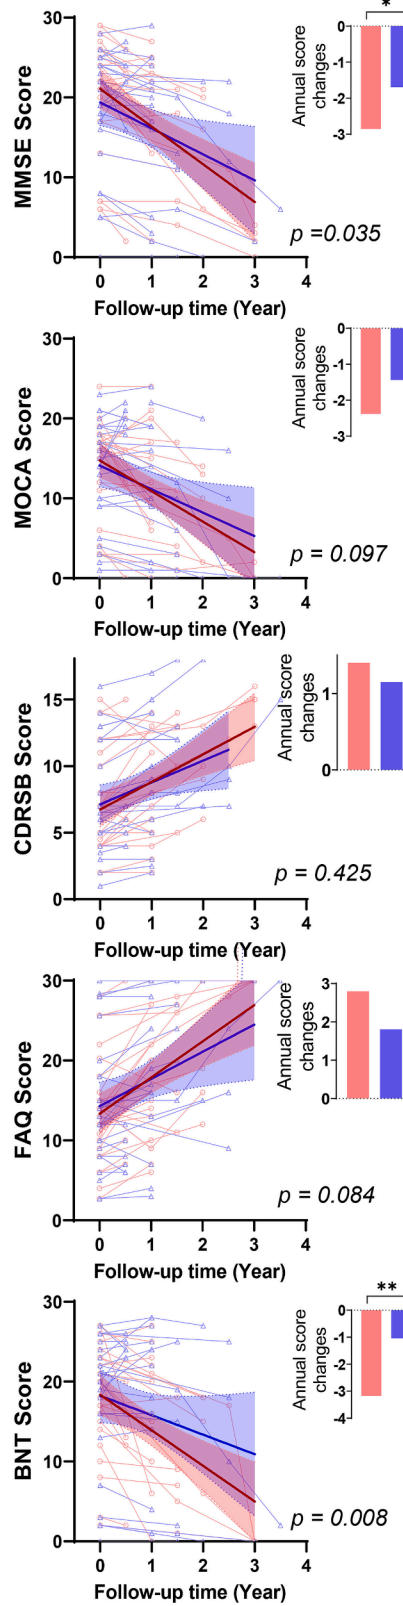 MMSE Score
30
20
10
0
0 1 2 3 4
Follow-up time (Year)
Annual score
changes
0
-1
-2
-3
*
p =0.035
MOCA Score
30
20
10
0
0 1 2 3 4
Follow-up time (Year)
Annual score
changes
0
-1
-2
-3
p = 0.097
CDRSB Score
15
10
5
0
0 1 2 3 4
Follow-up time (Year)
Annual score
changes
1
0
p = 0.425
FAQ Score
30
20
10
0
0 1 2 3 4
Follow-up time (Year)
Annual score
changes
3
2
1
0
p = 0.084
BNT Score
30
20
10
0
0 1 2 3 4
Follow-up time (Year)
Annual score
changes
0
-1
-2
-3
-4
**
p = 0.008